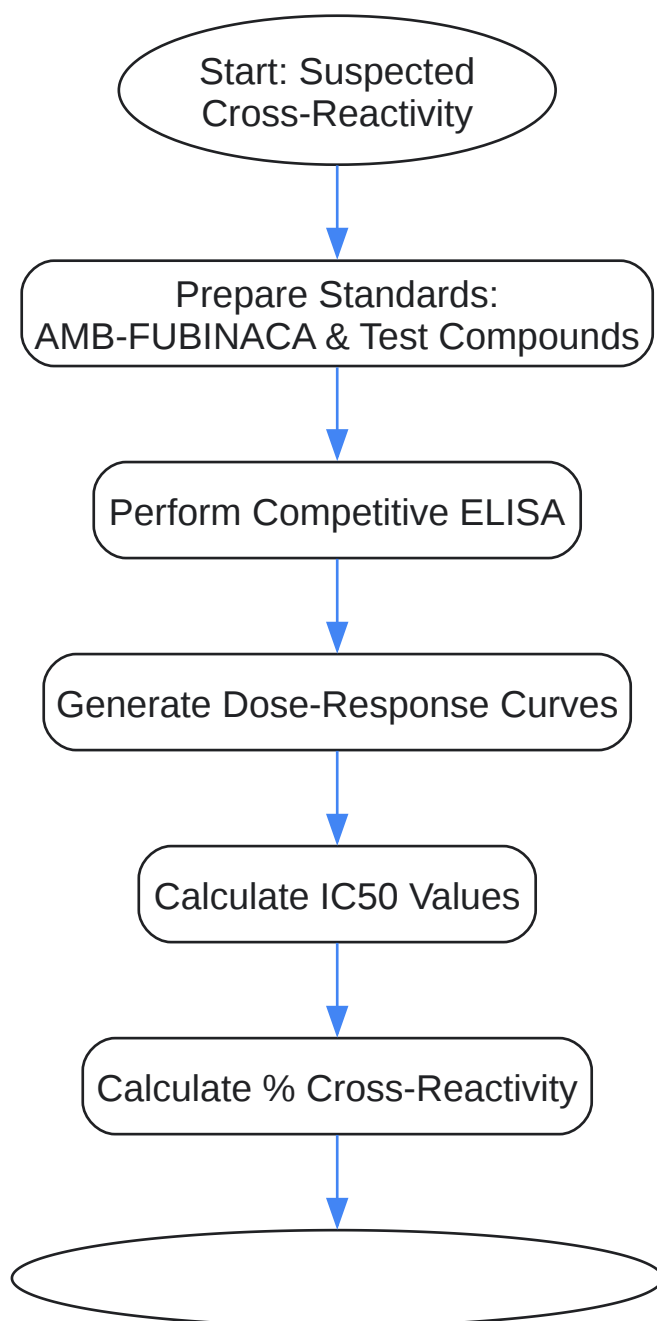 Start: Suspected
Cross-Reactivity
Prepare Standards:
AMB-FUBINACA & Test Compounds
Perform Competitive ELISA
Generate Dose-Response Curves
Calculate IC50 Values
Calculate % Cross-Reactivity